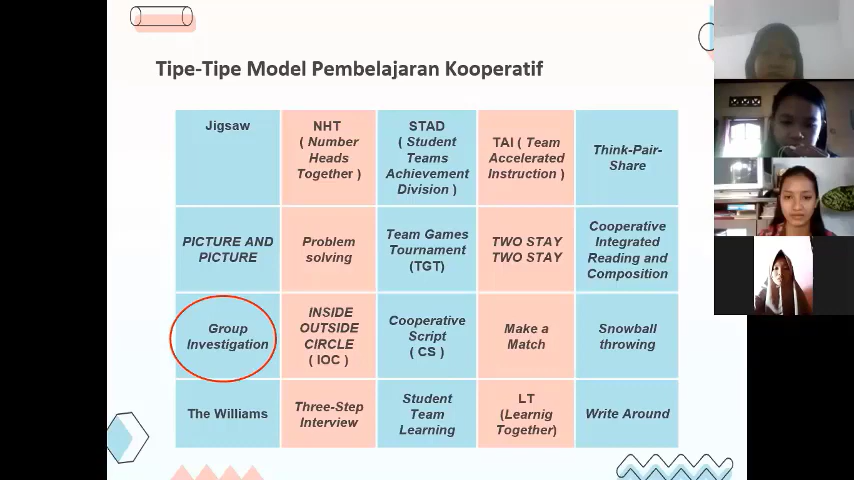 Tipe-Tipe Model Pembelajaran Kooperatif
Jigsaw
NHT
( Number
Heads
Together )
STAD
( Student
Teams
Achievement
Division )
TAI ( Team
Accelerated
Instruction )
Think-Pair-
Share
PICTURE AND
PICTURE
Problem
solving
Team Games
Tournament
(TGT)
TWO STAY
TWO STAY
Cooperative
Integrated
Reading and
Composition
Group
Investigation
INSIDE
OUTSIDE
CIRCLE
( IOC )
Cooperative
Script
( CS )
Make a
Match
Snowball
throwing
The Williams
Three-Step
Interview
Student
Team
Learning
LT
(Learnig
Together)
Write Around